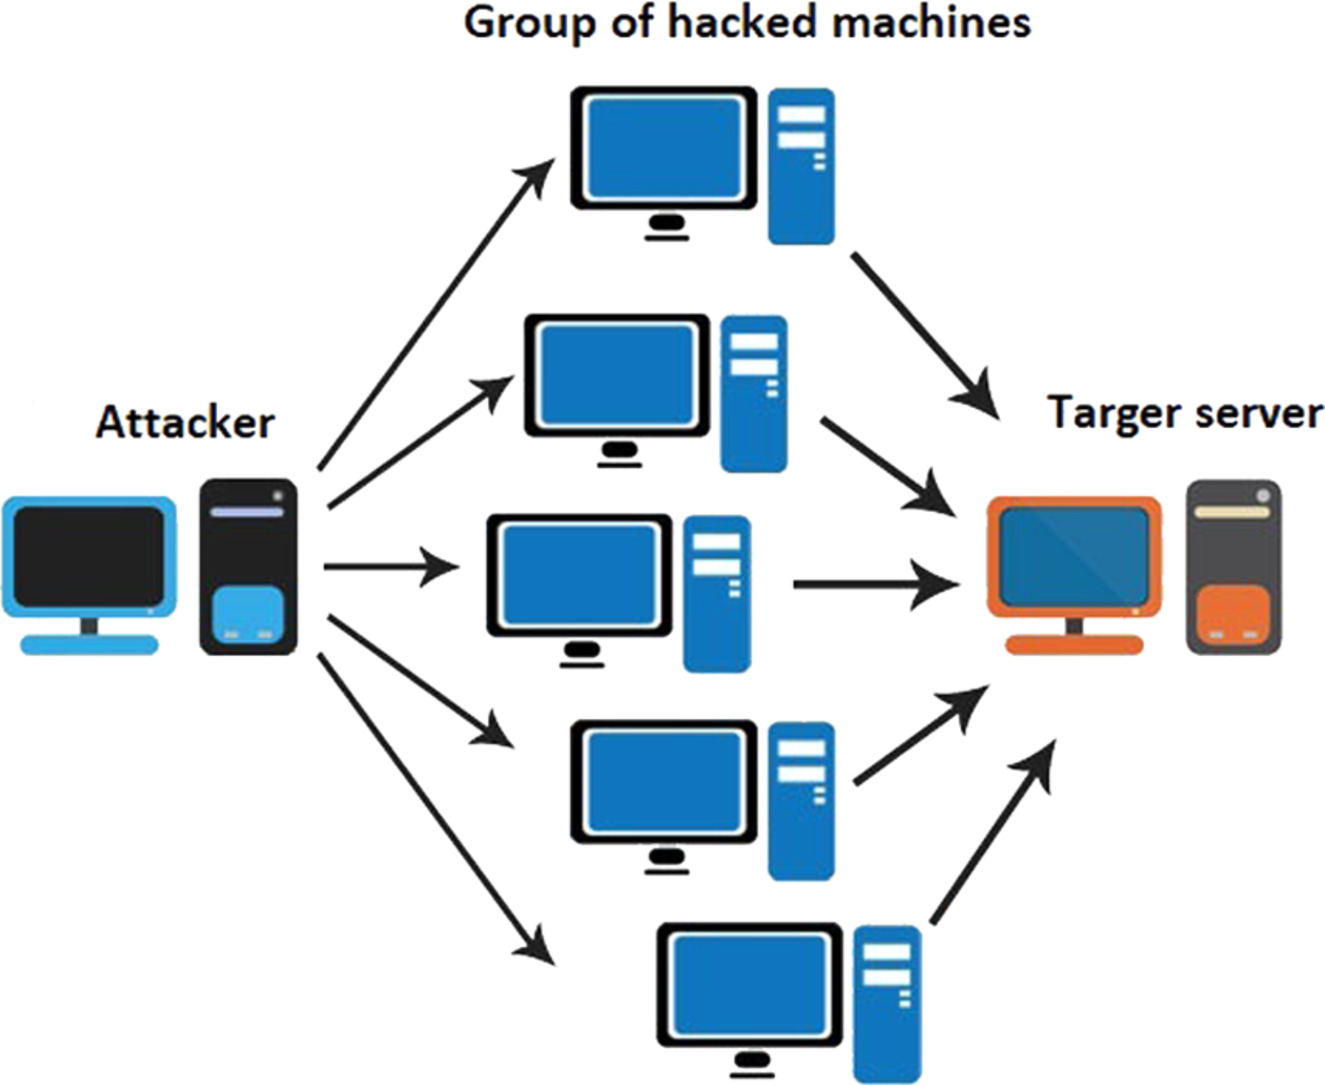 Group of hacked machines
Attacker
Targer server